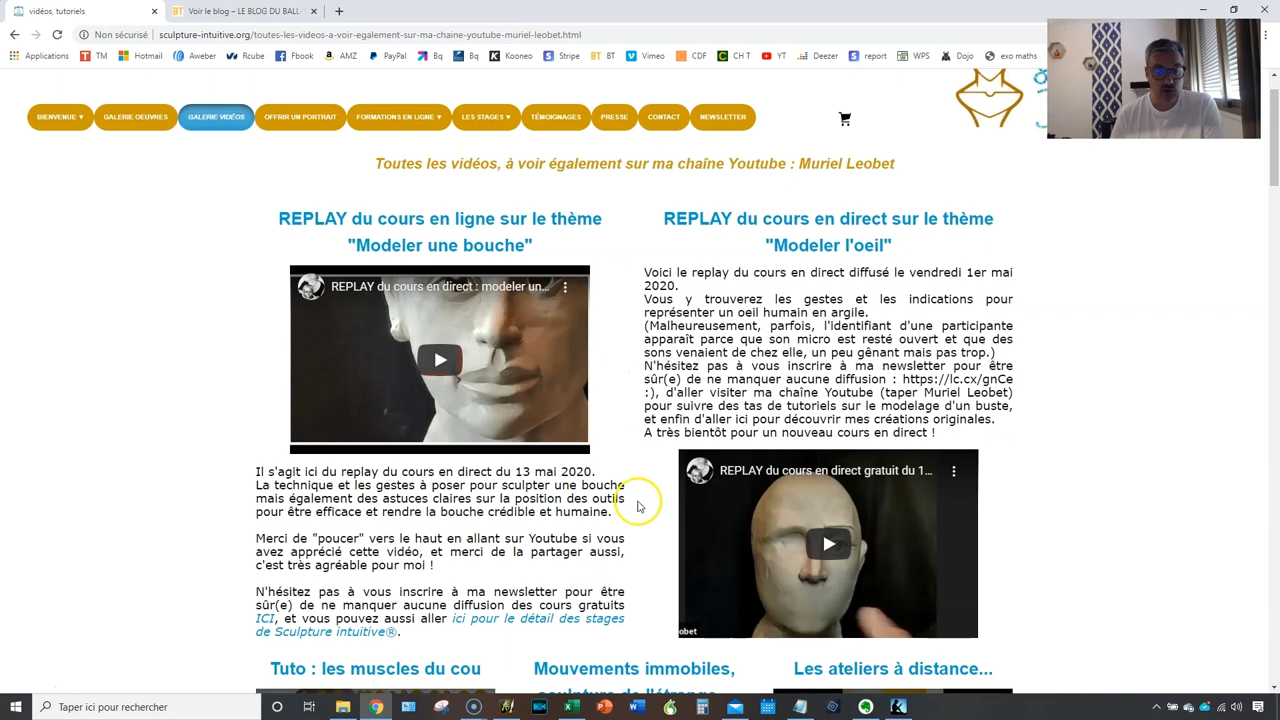 vidéos, tutoriels
Voir le blog — LE BLOG DU BALL-T
Non sécurisé
sculpture-intuitive.org/toutes-les-videos-a-voir-egalement-sur-ma-chaine-youtube-muriel-leobet.html
Applications TM Hotmail Aweber Rcube Fbook AMZ PayPal Bq Bq Kooneo Stripe BT Vimeo CDF CH T YT Deezer report WPS Dojo exo maths
BIENVENUE ▾ GALERIE OEUVRES GALERIE VIDÉOS OFFRIR UN PORTRAIT FORMATIONS EN LIGNE ▾ LES STAGES ▾ TÉMOIGNAGES PRESSE CONTACT NEWSLETTER
Toutes les vidéos, à voir également sur ma chaîne Youtube : Muriel Leobet
REPLAY du cours en ligne sur le thème
"Modeler une bouche"
REPLAY du cours en direct : modeler un...
Il s'agit ici du replay du cours en direct du 13 mai 2020.
La technique et les gestes à poser pour sculpter une bouche
mais également des astuces claires sur la position des outils
pour être efficace et rendre la bouche crédible et humaine.
Merci de "poucer" vers le haut en allant sur Youtube si vous
avez apprécié cette vidéo, et merci de la partager aussi,
c'est très agréable pour moi !
N'hésitez pas à vous inscrire à ma newsletter pour être
sûr(e) de ne manquer aucune diffusion des cours gratuits
ICI, et vous pouvez aussi aller ici pour le détail des stages
de Sculpture intuitive®.
REPLAY du cours en direct sur le thème
"Modeler l'oeil"
Voici le replay du cours en direct diffusé le vendredi 1er mai
2020.
Vous y trouverez les gestes et les indications pour
représenter un oeil humain en argile.
(Malheureusement, parfois, l'identifiant d'une participante
apparaît parce que son micro est resté ouvert et que des
sons venaient de chez elle, un peu gênant mais pas trop.)
N'hésitez pas à vous inscrire à ma newsletter pour être
sûr(e) de ne manquer aucune diffusion : https://lc.cx/gnCe
:), d'aller visiter ma chaîne Youtube (taper Muriel Leobet)
pour suivre des tas de tutoriels sur le modelage d'un buste,
et enfin d'aller ici pour découvrir mes créations originales.
A très bientôt pour un nouveau cours en direct !
REPLAY du cours en direct gratuit du 1...
obet
Tuto : les muscles du cou
Mouvements immobiles,
sculpture de l'étrange
Les ateliers à distance...
Taper ici pour rechercher